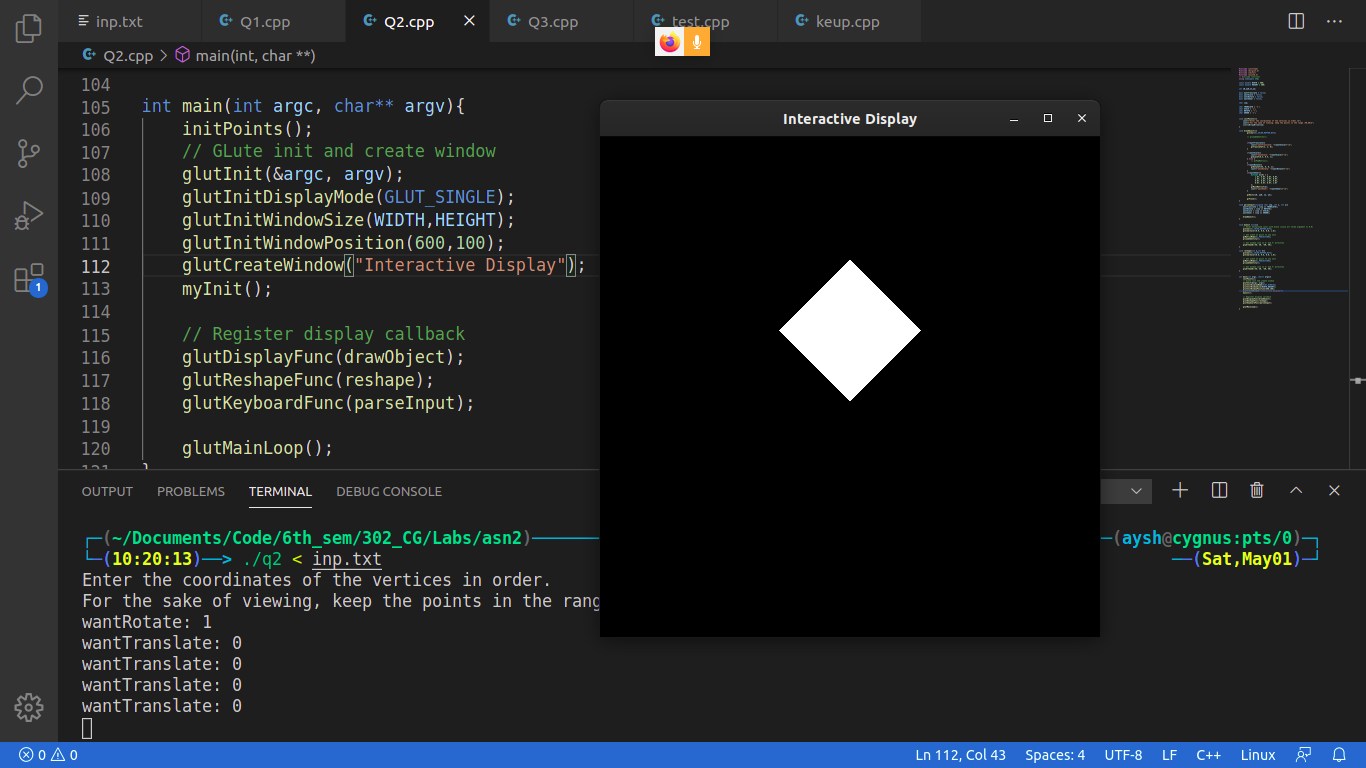 inp.txt
Q1.cpp
Q2.cpp
Q3.cpp
test.cpp
keup.cpp
Q2.cpp > main(int, char **)
104
105 int main(int argc, char** argv){
106 initPoints();
107 // GLute init and create window
108 glutInit(&argc, argv);
109 glutInitDisplayMode(GLUT_SINGLE);
110 glutInitWindowSize(WIDTH,HEIGHT);
111 glutInitWindowPosition(600,100);
112 glutCreateWindow("Interactive Display");
113 myInit();
114
115 // Register display callback
116 glutDisplayFunc(drawObject);
117 glutReshapeFunc(reshape);
118 glutKeyboardFunc(parseInput);
119
120 glutMainLoop();
Interactive Display
OUTPUT PROBLEMS TERMINAL DEBUG CONSOLE
(~/Documents/Code/6th_sem/302_CG/Labs/asn2) (aysh@cygnus:pts/0)
(10:20:13)──> ./q2 < inp.txt (Sat,May01)
Enter the coordinates of the vertices in order.
For the sake of viewing, keep the points in the rang
wantRotate: 1
wantTranslate: 0
wantTranslate: 0
wantTranslate: 0
wantTranslate: 0
1
0 0 Ln 112, Col 43 Spaces: 4 UTF-8 LF C++ Linux